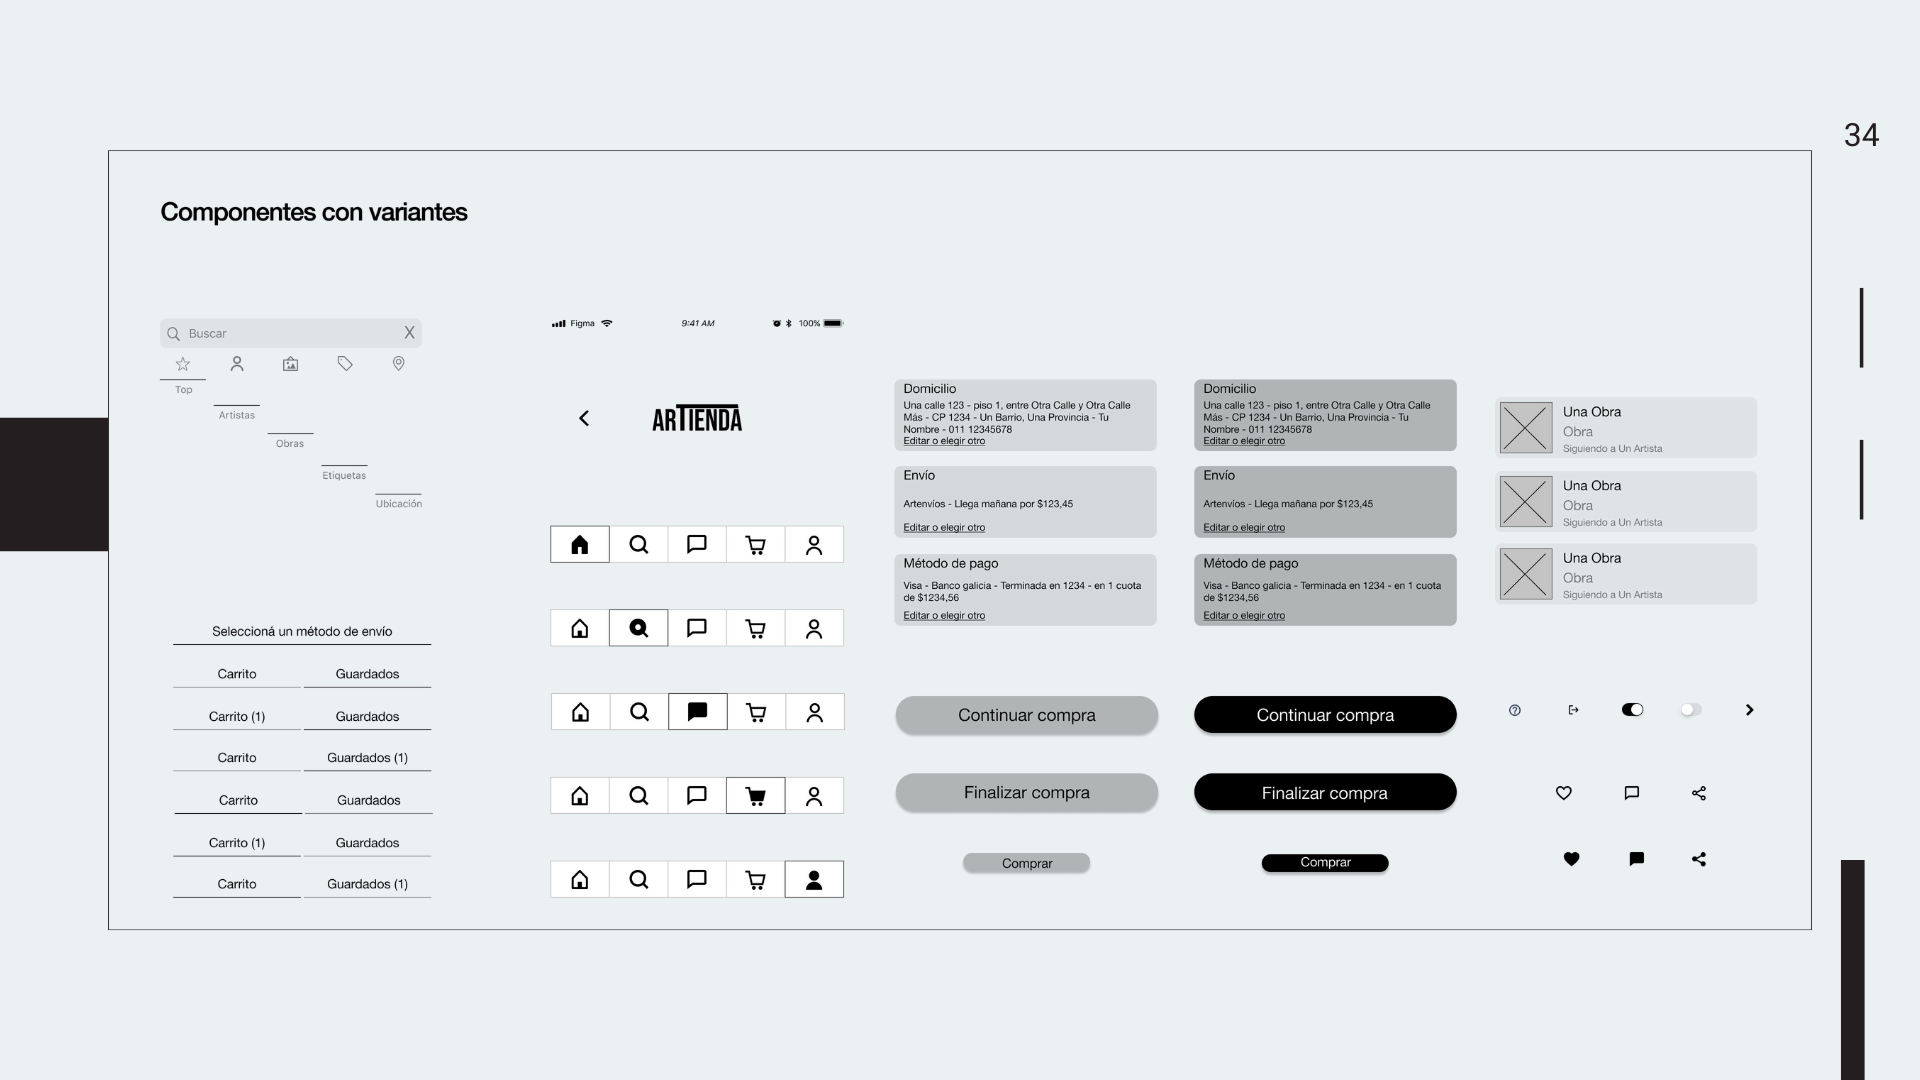 34
Componentes con variantes
Buscar X
Top
Artistas
Obras
Etiquetas
Ubicación
Seleccioná un método de envío
Carrito Guardados
Carrito (1) Guardados
Carrito Guardados (1)
Carrito Guardados
Carrito (1) Guardados
Carrito Guardados (1)
Figma 9:41 AM 100%
ARTIENDA
Domicilio
Una calle 123 - piso 1, entre Otra Calle y Otra Calle
Más - CP 1234 - Un Barrio, Una Provincia - Tu
Nombre - 011 12345678
Editar o elegir otro
Envío
Artenvíos - Llega mañana por $123,45
Editar o elegir otro
Método de pago
Visa - Banco galicia - Terminada en 1234 - en 1 cuota
de $1234,56
Editar o elegir otro
Continuar compra
Finalizar compra
Comprar
Domicilio
Una calle 123 - piso 1, entre Otra Calle y Otra Calle
Más - CP 1234 - Un Barrio, Una Provincia - Tu
Nombre - 011 12345678
Editar o elegir otro
Envío
Artenvíos - Llega mañana por $123,45
Editar o elegir otro
Método de pago
Visa - Banco galicia - Terminada en 1234 - en 1 cuota
de $1234,56
Editar o elegir otro
Continuar compra
Finalizar compra
Comprar
Una Obra
Obra
Siguiendo a Un Artista
Una Obra
Obra
Siguiendo a Un Artista
Una Obra
Obra
Siguiendo a Un Artista